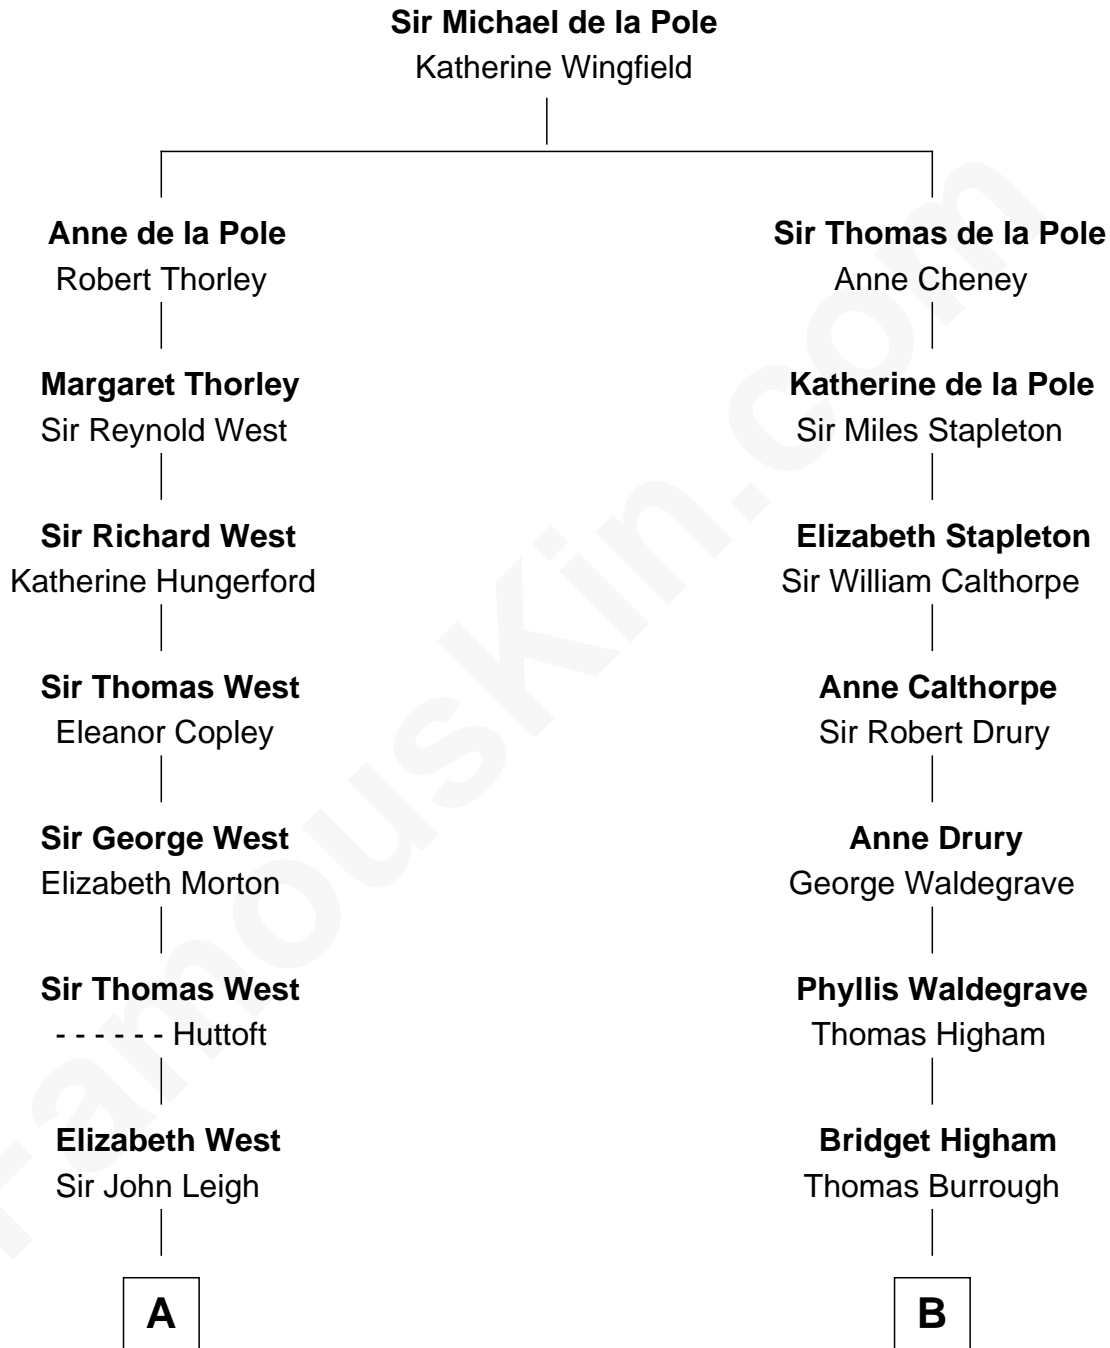 Sir Michael de la Pole
Katherine Wingfield
Anne de la Pole
Robert Thorley
Sir Thomas de la Pole
Anne Cheney
Margaret Thorley
Sir Reynold West
Katherine de la Pole
Sir Miles Stapleton
Sir Richard West
Katherine Hungerford
Elizabeth Stapleton
Sir William Calthorpe
Sir Thomas West
Eleanor Copley
Anne Calthorpe
Sir Robert Drury
Sir George West
Elizabeth Morton
Anne Drury
George Waldegrave
Sir Thomas West
- - - - - - Huttoft
Phyllis Waldegrave
Thomas Higham
Elizabeth West
Sir John Leigh
Bridget Higham
Thomas Burrough
A
B
FamousKin.com